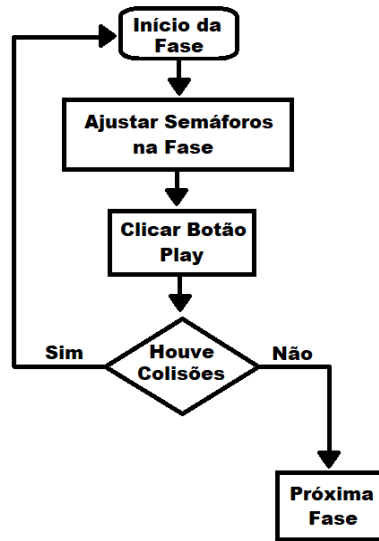 Início da
Fase
Ajustar Semáforos
na Fase
Clicar Botão
Play
Sim
Houve
Colisões
Não
Próxima
Fase